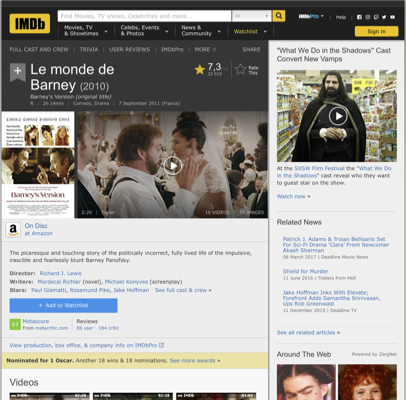 IMDb
Find Movies, TV shows, Celebrities and more...
All
IMDbPro
Help
Movies, TV & Showtimes
Celebs, Events & Photos
News & Community
Watchlist
Sign in
FULL CAST AND CREW | TRIVIA | USER REVIEWS | IMDbPro | MORE
SHARE
Le monde de Barney (2010)
Barney's Version (original title)
R | 2h 14min | Comedy, Drama | 7 September 2011 (France)
7,3
Rate This
Barney's Version
2:20
10 VIDEOS
IMAGES
a
On Disc
at Amazon
The picaresque and touching story of the politically incorrect, fully lived life of the impulsive,
irascible and fearlessly blunt Barney Panofsky.
Director: Richard J. Lewis
Writers: Mordecai Richler (novel), Michael Konyves (screenplay)
Stars: Paul Giamatti, Rosamund Pike, Jake Hoffman | See full cast & crew »
+ Add to Watchlist
67
Metascore
From metacritic.com
Reviews
86 user | 184 critic
View production, box office, & company info on IMDbPro
Nominated for 1 Oscar. Another 18 wins & 18 nominations. See more awards »
Videos
"What We Do in the Shadows" Cast
Convert New Vamps
At the SXSW Film Festival the "What We Do
in the Shadows" cast reveal who they want
to guest star on the show.
Watch now »
Related News
Patrick J. Adams & Troian Bellisario Set
For Sci-Fi Drama 'Clara' From Newcomer
Akash Sherman
06 March 2017 | Deadline Movie News
Shield for Murder
11 June 2016 | Trailers from Hell
Jake Hoffman Inks With Elevate;
Forefront Adds Samantha Srinivasan,
Ups Rob Greenwald
11 December 2015 | Deadline TV
See all related articles »
Around The Web
Powered by ZergNet